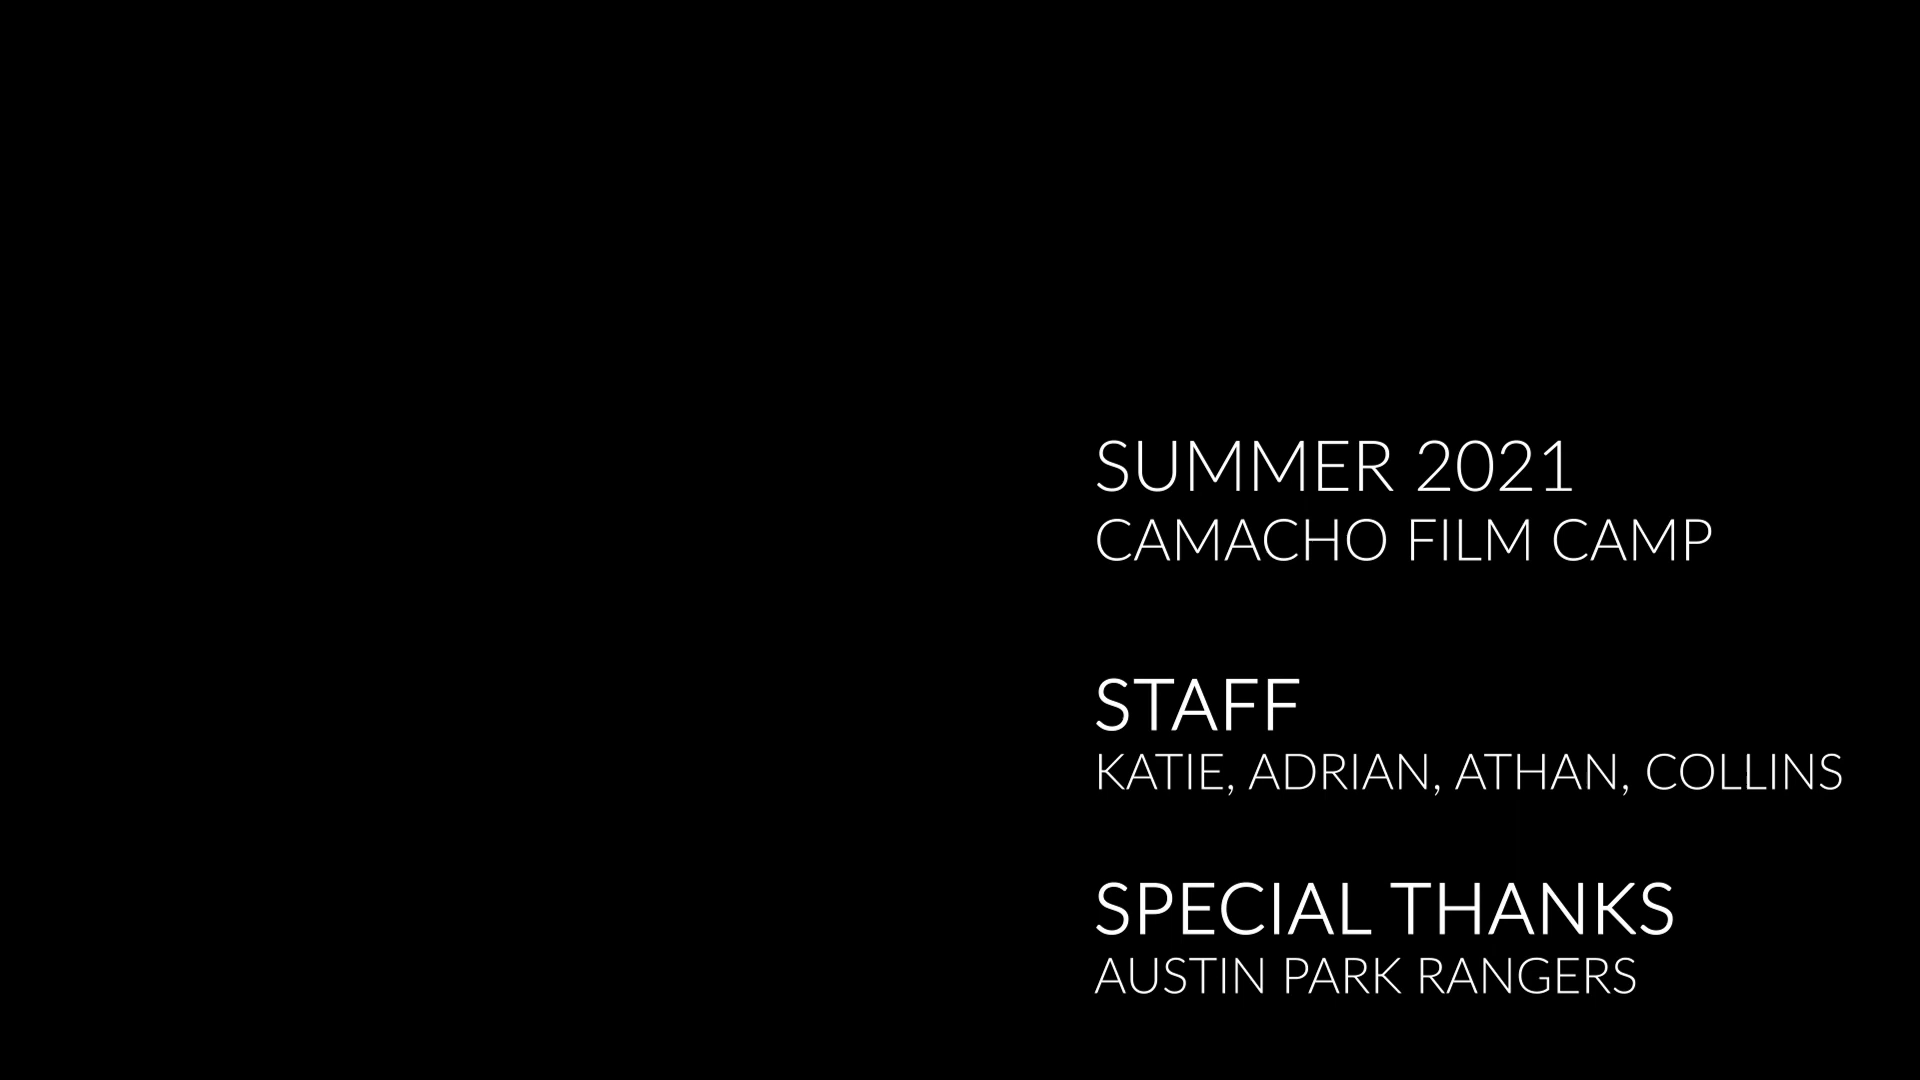 SUMMER 2021
CAMACHO FILM CAMP
STAFF
KATIE, ADRIAN, ATHAN, COLLINS
SPECIAL THANKS
AUSTIN PARK RANGERS